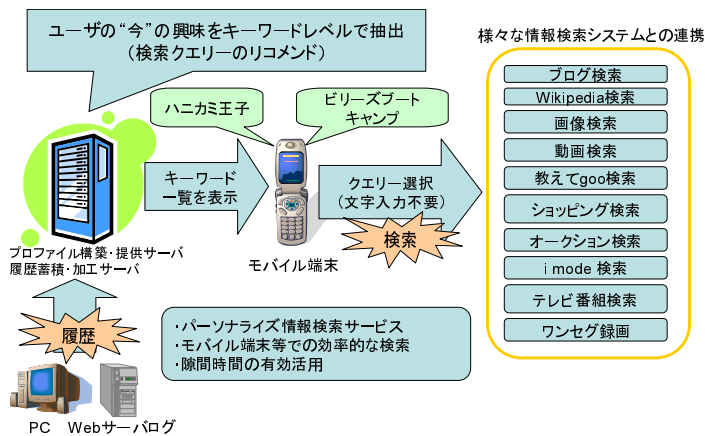 ユーザの“今”の興味をキーワードレベルで抽出
（検索クエリーのリコメンド）
様々な情報検索システムとの連携
ハニカミ王子
ビリーズブート
キャンプ
キーワード
一覧を表示
クエリー選択
（文字入力不要）
検索
モバイル端末
プロファイル構築・提供サーバ
履歴蓄積・加工サーバ
履歴
PC
Webサーバログ
・パーソナライズ情報検索サービス
・モバイル端末等での効率的な検索
・隙間時間の有効活用
ブログ検索
Wikipedia検索
画像検索
動画検索
教えてgoo検索
ショッピング検索
オークション検索
i mode 検索
テレビ番組検索
ワンセグ録画